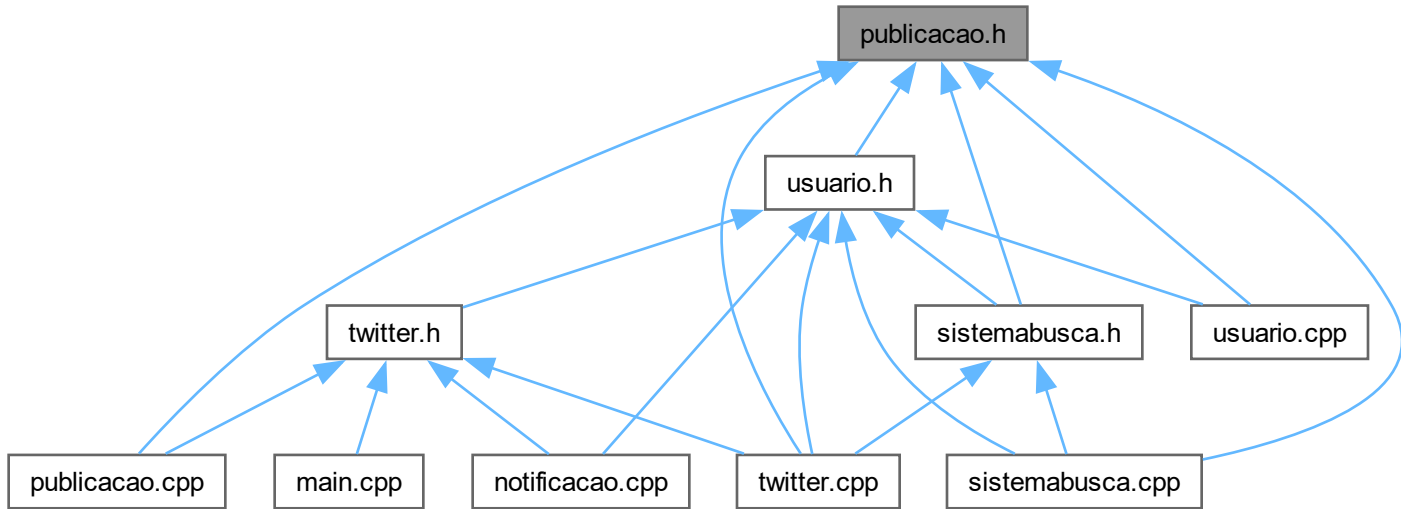 publicacao.h
usuario.h
twitter.h
sistemabusca.h
usuario.cpp
publicacao.cpp
main.cpp
notificacao.cpp
twitter.cpp
sistemabusca.cpp